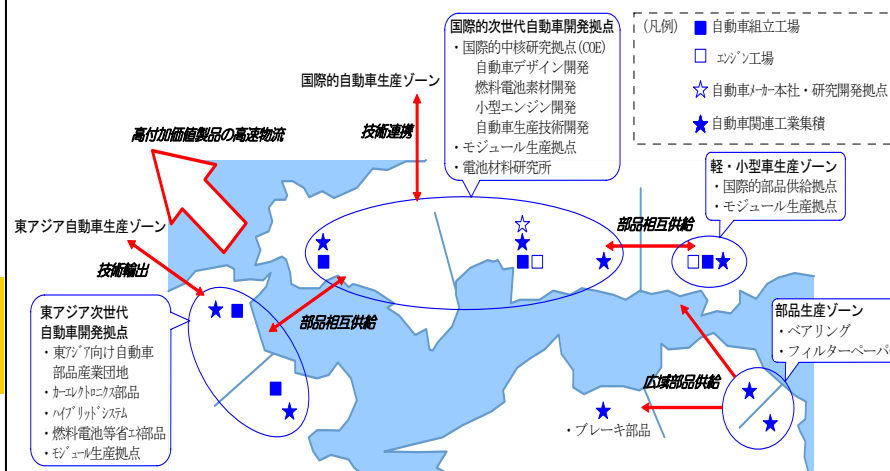 国際的次世代自動車開発拠点
・国際的中核研究拠点(COE)
自動車デザイン開発
燃料電池素材開発
小型エンジン開発
自動車生産技術開発
・モジュール生産拠点
・電池材料研究所
(凡例)
自動車組立工場
エンジン工場
自動車メーカー本社・研究開発拠点
自動車関連工業集積
国際的自動車生産ゾーン
技術連携
高付加価値製品の高速物流
軽・小型車生産ゾーン
・国際的部品供給拠点
・モジュール生産拠点
東アジア自動車生産ゾーン
技術輸出
部品相互供給
部品相互供給
東アジア次世代
自動車開発拠点
・東アジア向け自動車
部品産業団地
・カーエレクトロニクス部品
・ハイブリッドシステム
・燃料電池等省エネ部品
・モジュール生産拠点
部品生産ゾーン
・ベアリング
・フィルターペーパー
広域部品供給
・ブレーキ部品